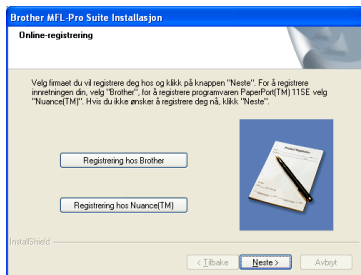 Brother MFL-Pro Suite Installasjon
Online-registrering
Velg firmaet du vil registrere deg hos og klikk på knappen "Neste". For å registrere
innretningen din, velg "Brother", for å registrere programvaren PaperPort(TM) 11SE velg
"Nuance(TM)". Hvis du ikke ønsker å registrere deg nå, klikk "Neste".
Registrering hos Brother
Registrering hos Nuance(TM)
InstallShield
< Tilbake Neste > Avbryt